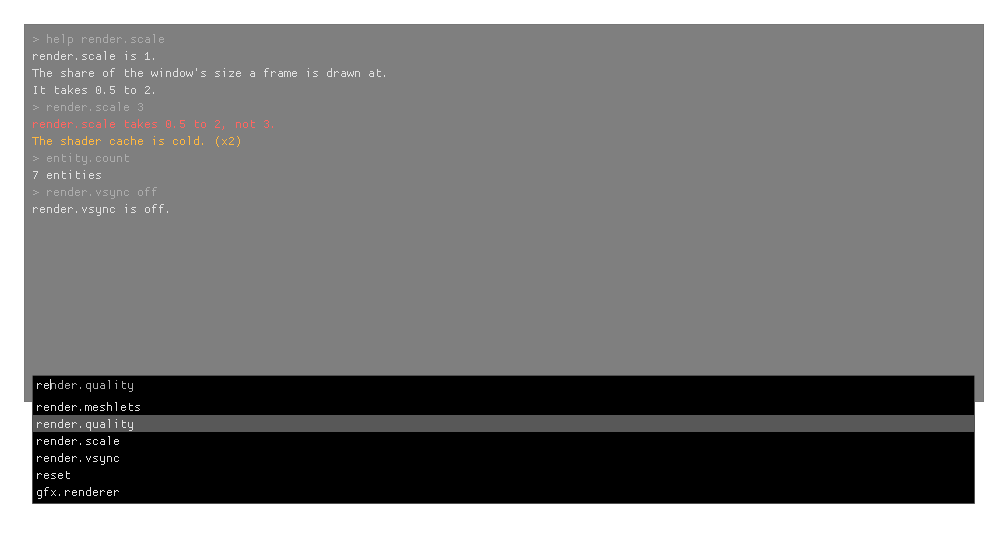 > help render.scale
render.scale is 1.
The share of the window's size a frame is drawn at.
It takes 0.5 to 2.
> render.scale 3
render.scale takes 0.5 to 2, not 3.
The shader cache is cold. (x2)
> entity.count
7 entities
> render.vsync off
render.vsync is off.
render.quality
render.meshlets
render.quality
render.scale
render.vsync
reset
gfx.renderer